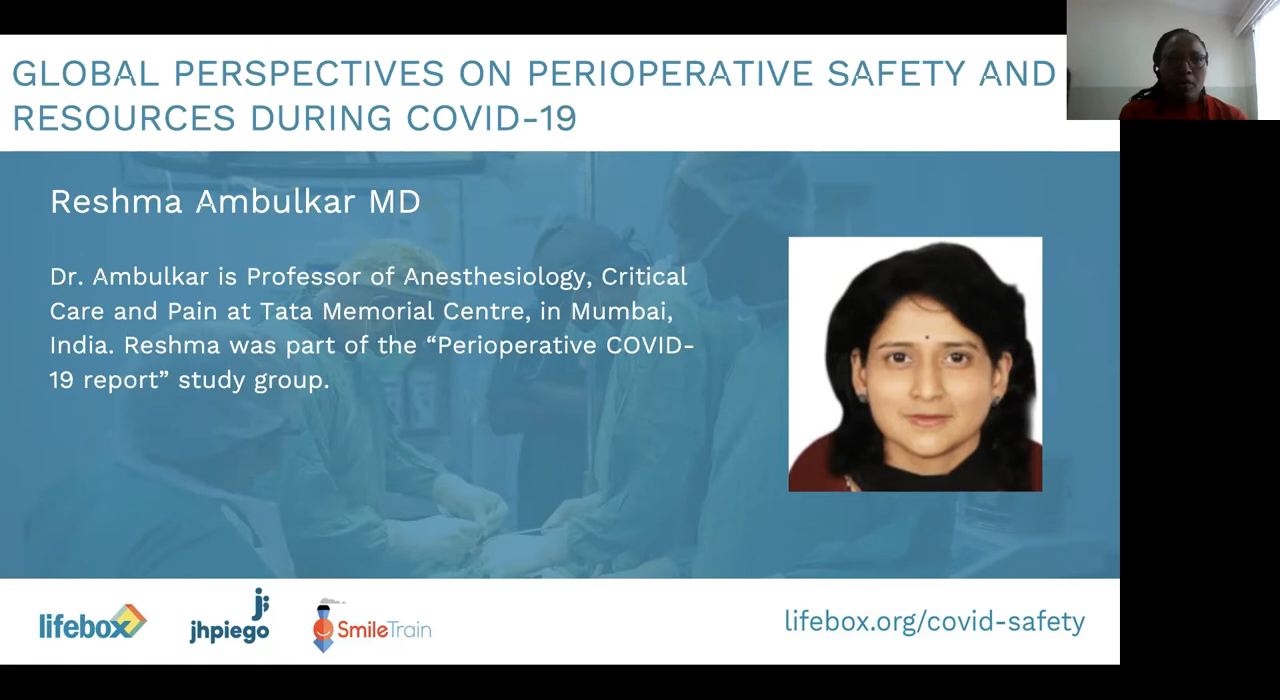 GLOBAL PERSPECTIVES ON PERIOPERATIVE SAFETY AND
RESOURCES DURING COVID-19
Reshma Ambulkar MD
Dr. Ambulkar is Professor of Anesthesiology, Critical
Care and Pain at Tata Memorial Centre, in Mumbai,
India. Reshma was part of the “Perioperative COVID-
19 report” study group.
lifebox
jhpiego
SmileTrain
lifebox.org/covid-safety